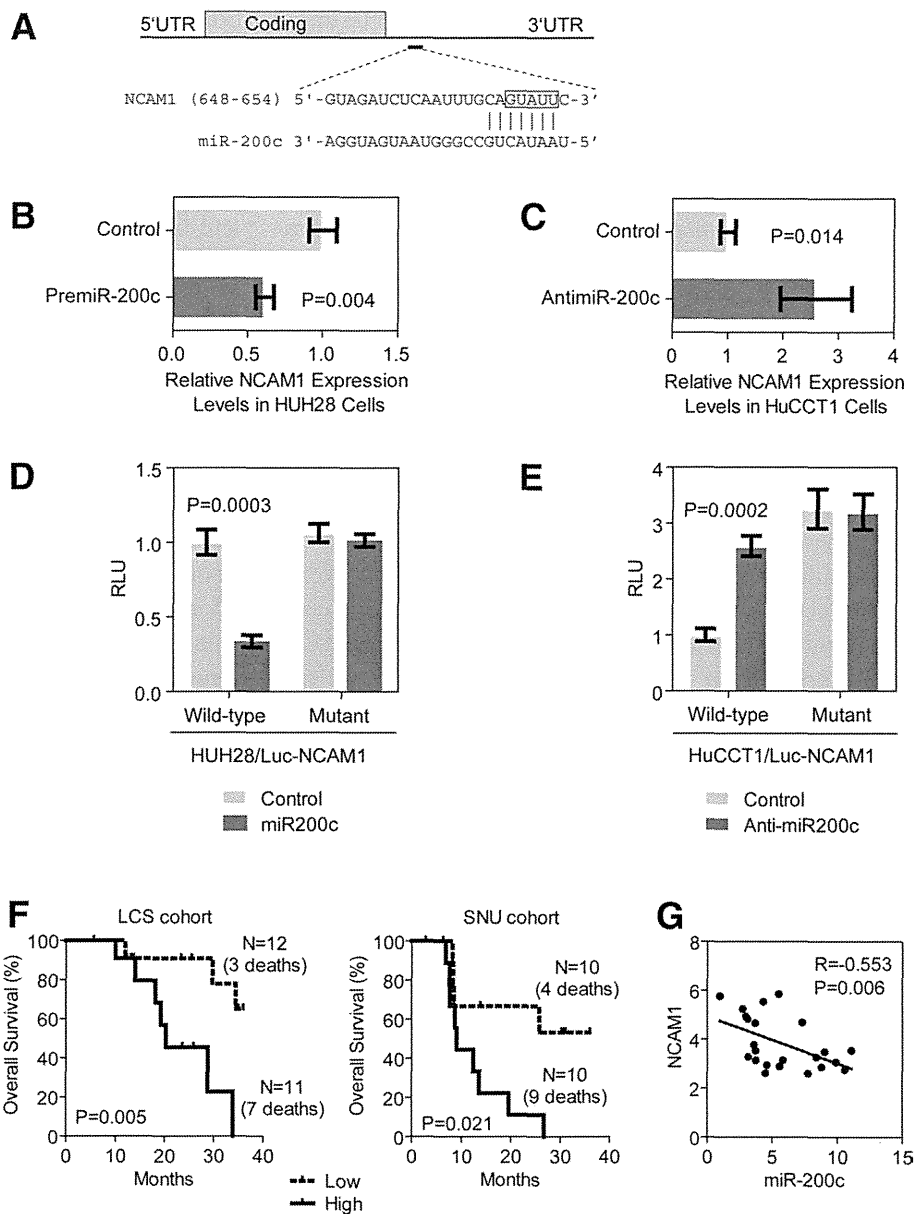 A
5'UTR Coding 3'UTR
NCAM1 (648-654) 5'-GUAGAUCUCAAUUUGCAGUAUUC-3'
miR-200c 3'-AGGUAGUAAUGGGCCGUCAUAAU-5'
B
Control
PremiR-200c
P=0.004
0.0 0.5 1.0 1.5
Relative NCAM1 Expression
Levels in HUH28 Cells
C
Control
P=0.014
AntimiR-200c
0 1 2 3 4
Relative NCAM1 Expression
Levels in HuCCT1 Cells
D
1.5
P=0.0003
1.0
RLU
0.5
0.0
Wild-type Mutant
HUH28/Luc-NCAM1
Control
miR200c
E
4
P=0.0002
3
2
RLU
1
0
Wild-type Mutant
HuCCT1/Luc-NCAM1
Control
Anti-miR200c
F
LCS cohort
Overall Survival (%)
100
80
60
40
20
0
N=12
(3 deaths)
N=11
(7 deaths)
P=0.005
0 10 20 30 40
Months
SNU cohort
Overall Survival (%)
100
80
60
40
20
0
N=10
(4 deaths)
N=10
(9 deaths)
P=0.021
0 10 20 30 40
Months
Low
High
G
NCAM1
8
6
4
2
0
R=-0.553
P=0.006
0 5 10 15
miR-200c